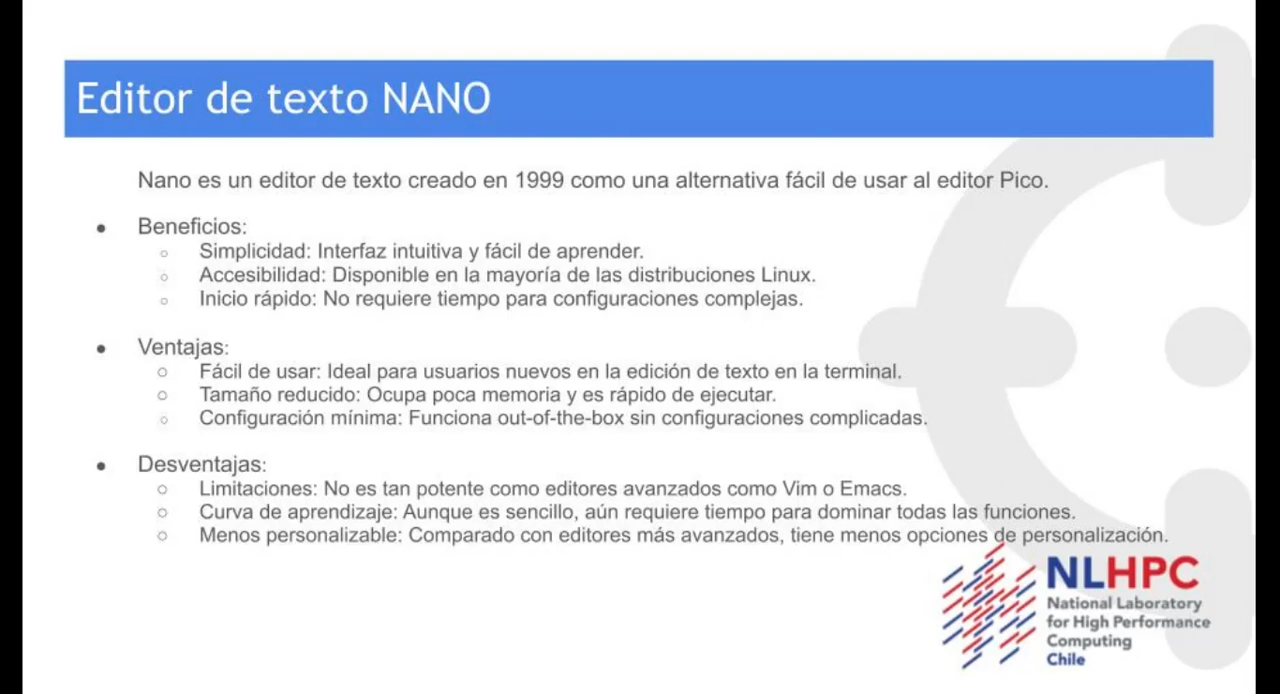 Editor de texto NANO
Nano es un editor de texto creado en 1999 como una alternativa fácil de usar al editor Pico.
● Beneficios:
○ Simplicidad: Interfaz intuitiva y fácil de aprender.
○ Accesibilidad: Disponible en la mayoría de las distribuciones Linux.
○ Inicio rápido: No requiere tiempo para configuraciones complejas.
● Ventajas:
○ Fácil de usar: Ideal para usuarios nuevos en la edición de texto en la terminal.
○ Tamaño reducido: Ocupa poca memoria y es rápido de ejecutar.
○ Configuración mínima: Funciona out-of-the-box sin configuraciones complicadas.
● Desventajas:
○ Limitaciones: No es tan potente como editores avanzados como Vim o Emacs.
○ Curva de aprendizaje: Aunque es sencillo, aún requiere tiempo para dominar todas las funciones.
○ Menos personalizable: Comparado con editores más avanzados, tiene menos opciones de personalización.
NLHPC
National Laboratory
for High Performance
Computing
Chile